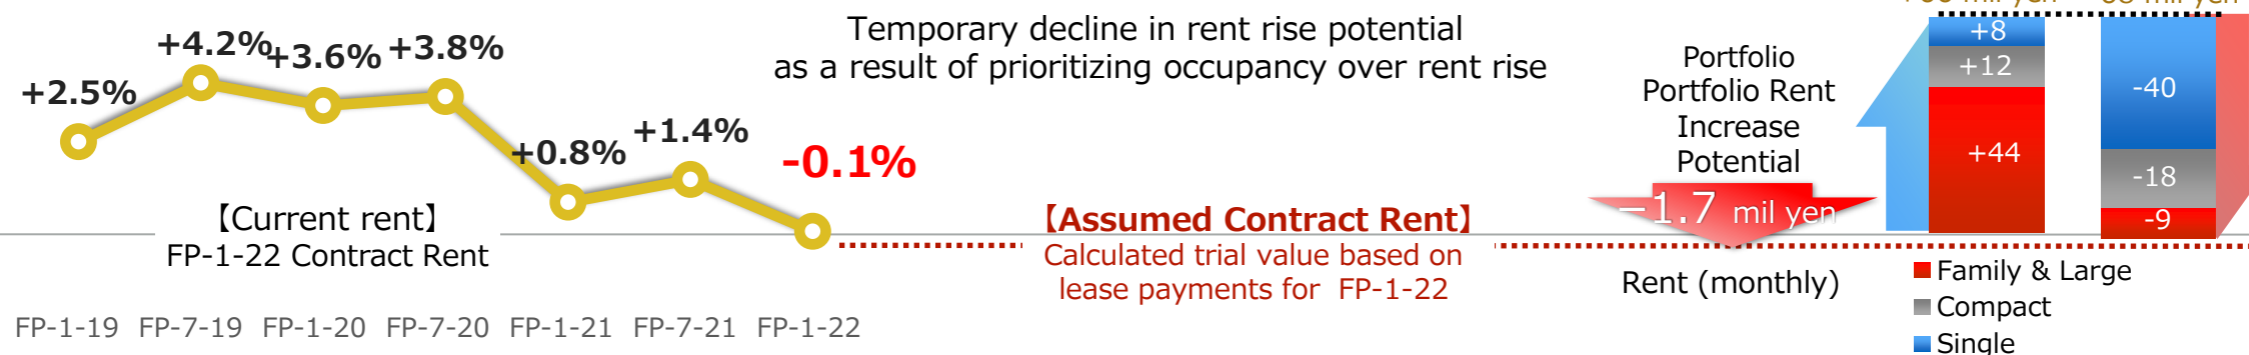 +2.5%
+4.2%
+3.6%
+3.8%
+0.8%
+1.4%
-0.1%
Temporary decline in rent rise potential
as a result of prioritizing occupancy over rent rise
【Current rent】
FP-1-22 Contract Rent
【Assumed Contract Rent】
Calculated trial value based on
lease payments for FP-1-22
Portfolio
Portfolio Rent
Increase
Potential
−1.7 mil yen
Rent (monthly)
+8
+12
+44
-40
-18
-9
Family & Large
Compact
Single
FP-1-19 FP-7-19 FP-1-20 FP-7-20 FP-1-21 FP-7-21 FP-1-22